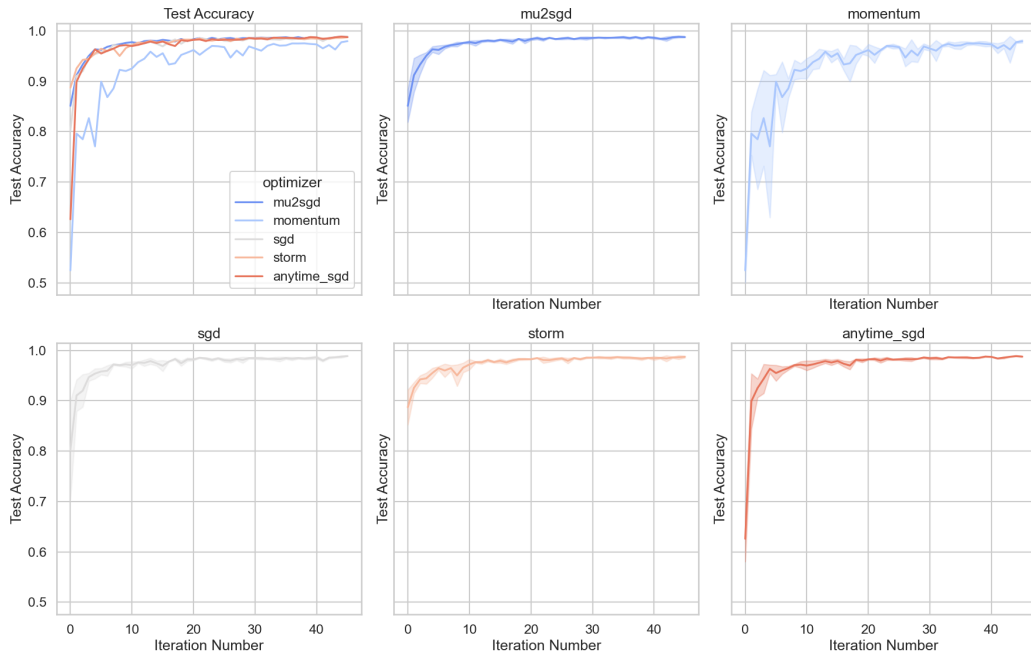 Test Accuracy
mu2sgd
momentum
1.0
0.9
0.8
0.7
0.6
0.5
Test Accuracy
Test Accuracy
Test Accuracy
optimizer
mu2sgd
momentum
sgd
storm
anytime_sgd
Iteration Number
Iteration Number
sgd
storm
anytime_sgd
1.0
0.9
0.8
0.7
0.6
0.5
Test Accuracy
Test Accuracy
Test Accuracy
0 10 20 30 40
0 10 20 30 40
0 10 20 30 40
Iteration Number
Iteration Number
Iteration Number